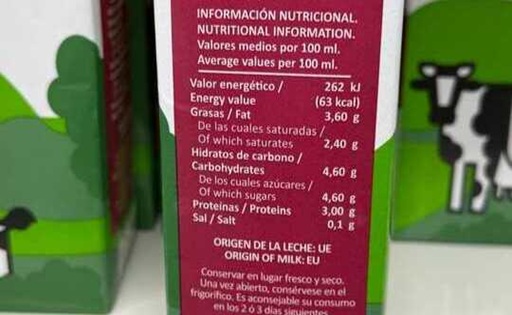 INFORMACIÓN NUTRICIONAL.
NUTRITIONAL INFORMATION.
Valores medios por 100 ml.
Average values per 100 ml.
Valor energético / 262 kJ
Energy value (63 kcal)
Grasas / Fat 3,60 g
De las cuales saturadas /
Of which saturates 2,40 g
Hidratos de carbono /
Carbohydrates 4,60 g
De los cuales azúcares /
Of which sugars 4,60 g
Proteínas / Proteins 3,00 g
Sal / Salt 0,1 g
ORIGEN DE LA LECHE: UE
ORIGIN OF MILK: EU
Conservar en lugar fresco y seco.
Una vez abierto, consérvese en el
frigorífico. Es aconsejable su consumo
en los 2 ó 3 días siguientes